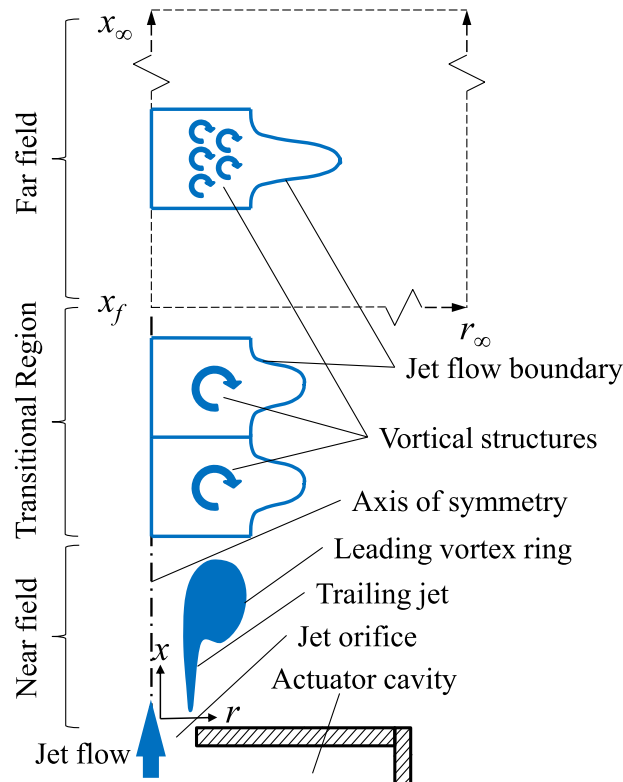 x∞
Far field
x_f
r∞
Jet flow boundary
Transitional Region
Vortical structures
Axis of symmetry
Leading vortex ring
Trailing jet
Near field
Jet orifice
x
Actuator cavity
r
Jet flow